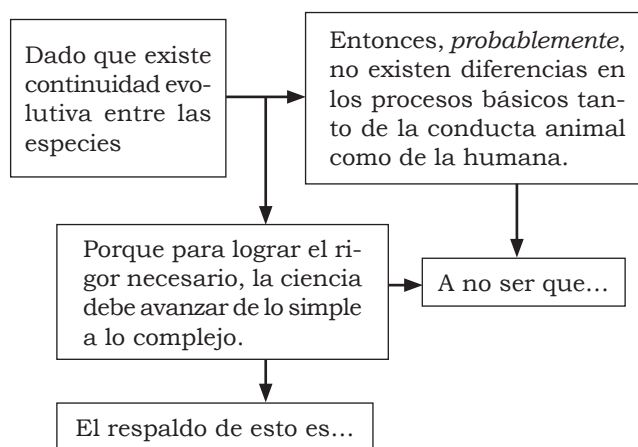 Dado que existe
continuidad evo-
lutiva entre las
especies
Entonces, probablemente,
no existen diferencias en
los procesos básicos tan-
to de la conducta animal
como de la humana.
Porque para lograr el ri-
gor necesario, la ciencia
debe avanzar de lo simple
a lo complejo.
A no ser que...
El respaldo de esto es...